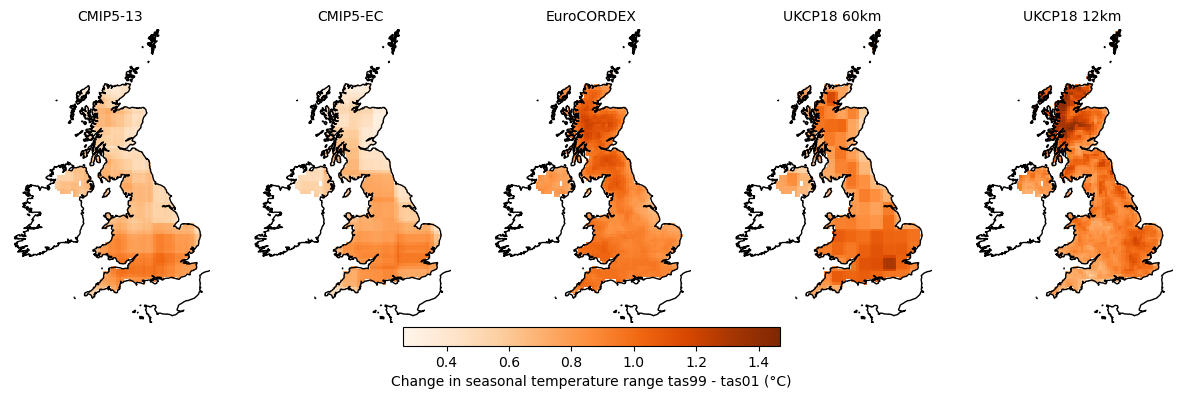 CMIP5-13 CMIP5-EC EuroCORDEX UKCP18 60km UKCP18 12km
0.4 0.6 0.8 1.0 1.2 1.4
Change in seasonal temperature range tas99 - tas01 (°C)